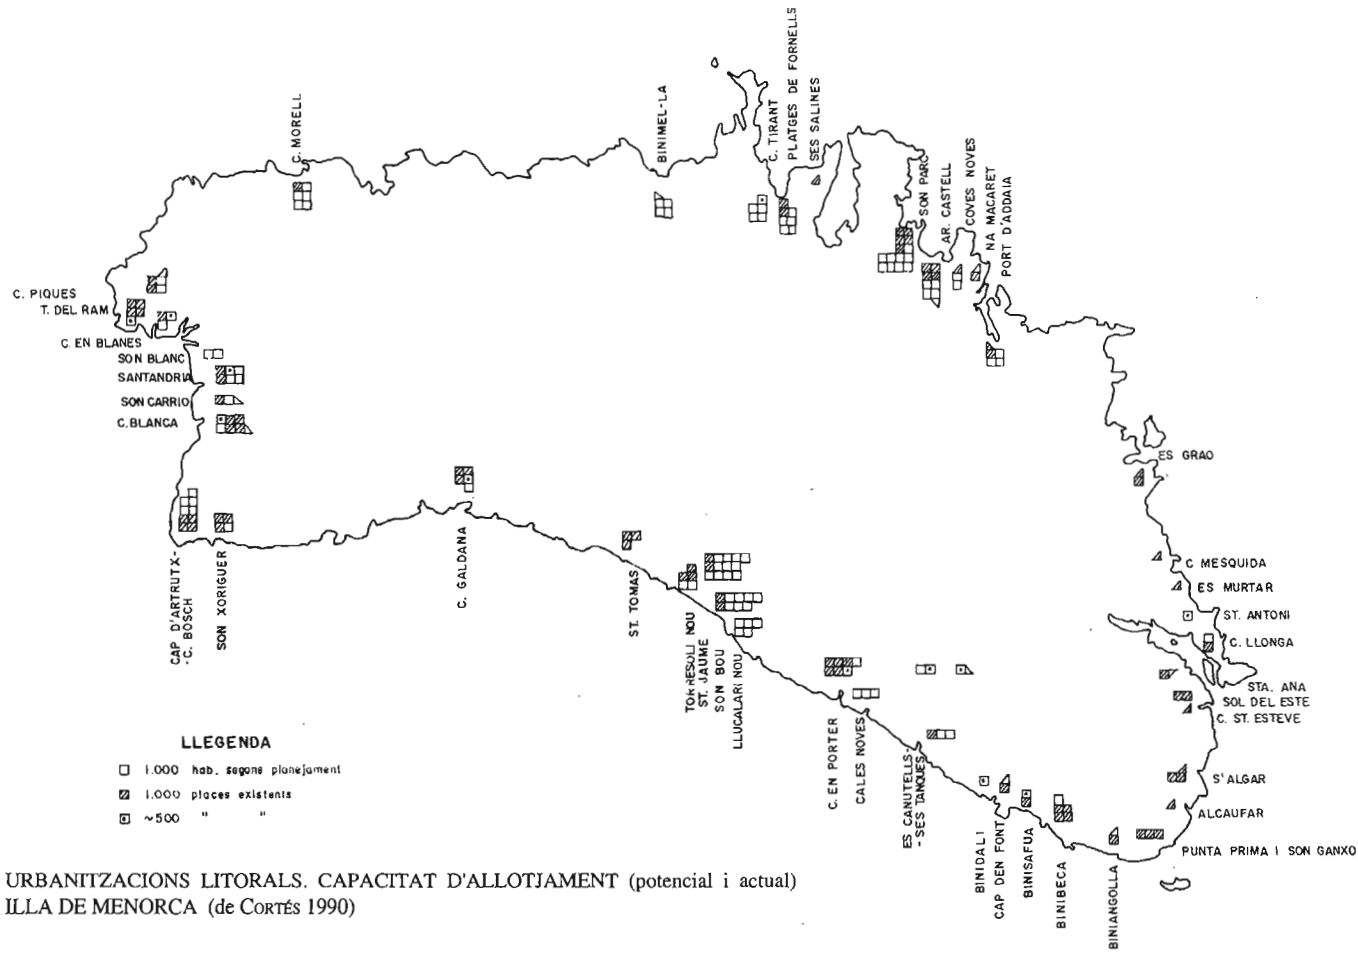 C. MORELL
BINIMEL-LA
C. TIRANT
PLATGES DE FORNELLS
SES SALINES
SON PARC
AR. CASTELL
COVES NOVES
NA MACARET
PORT D'ADDAIA
C. PIQUES
T. DEL RAM
C. EN BLANES
SON BLANC
SANTANDRIA
SON CARRIO
C. BLANCA
ES GRAO
C MESQUIDA
ES MURTAR
ST. ANTONI
C. LLONGA
STA. ANA
SOL DEL ESTE
C. ST. ESTEVE
S'ALGAR
ALCAUFAR
PUNTA PRIMA I SON GANXO
CAP D'ARTRUTX-
-C. BOSCH
SON XORIGUER
C. GALDANA
ST. TOMAS
TORRESOLI NOU
ST. JAUME
SON BOU
LLUCALARI NOU
C. EN PORTER
CALES NOVES
ES CANUTELLS-
-SES TANQUES
BINIDALI
CAP DEN FONT
BINISAFUA
BINIBECA
BINIANGOLLA
LLEGENDA
1.000 hab. segons planejament
1.000 places existents
~500 " "
URBANITZACIONS LITORALS. CAPACITAT D'ALLOTJAMENT (potencial i actual)
ILLA DE MENORCA (de CORTÉS 1990)